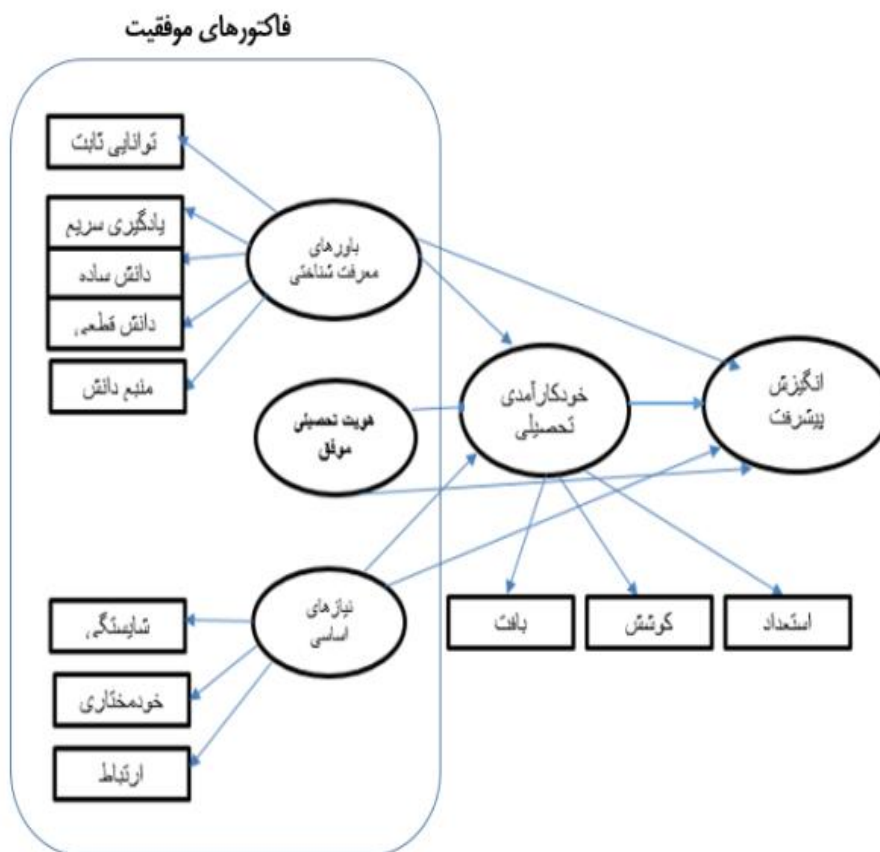 فاکتورهای موفقیت
توانایی ثابت
یادگیری سریع
دانش ساده
دانش قطعی
منبع دانش
باورهای
معرفت شناختی
هویت تحصیلی
موفق
خودکارآمدی
تحصیلی
انگیزش
پیشرفت
نیازهای
اساسی
شایستگی
خودمختاری
ارتباط
بافت
کوشش
استعداد